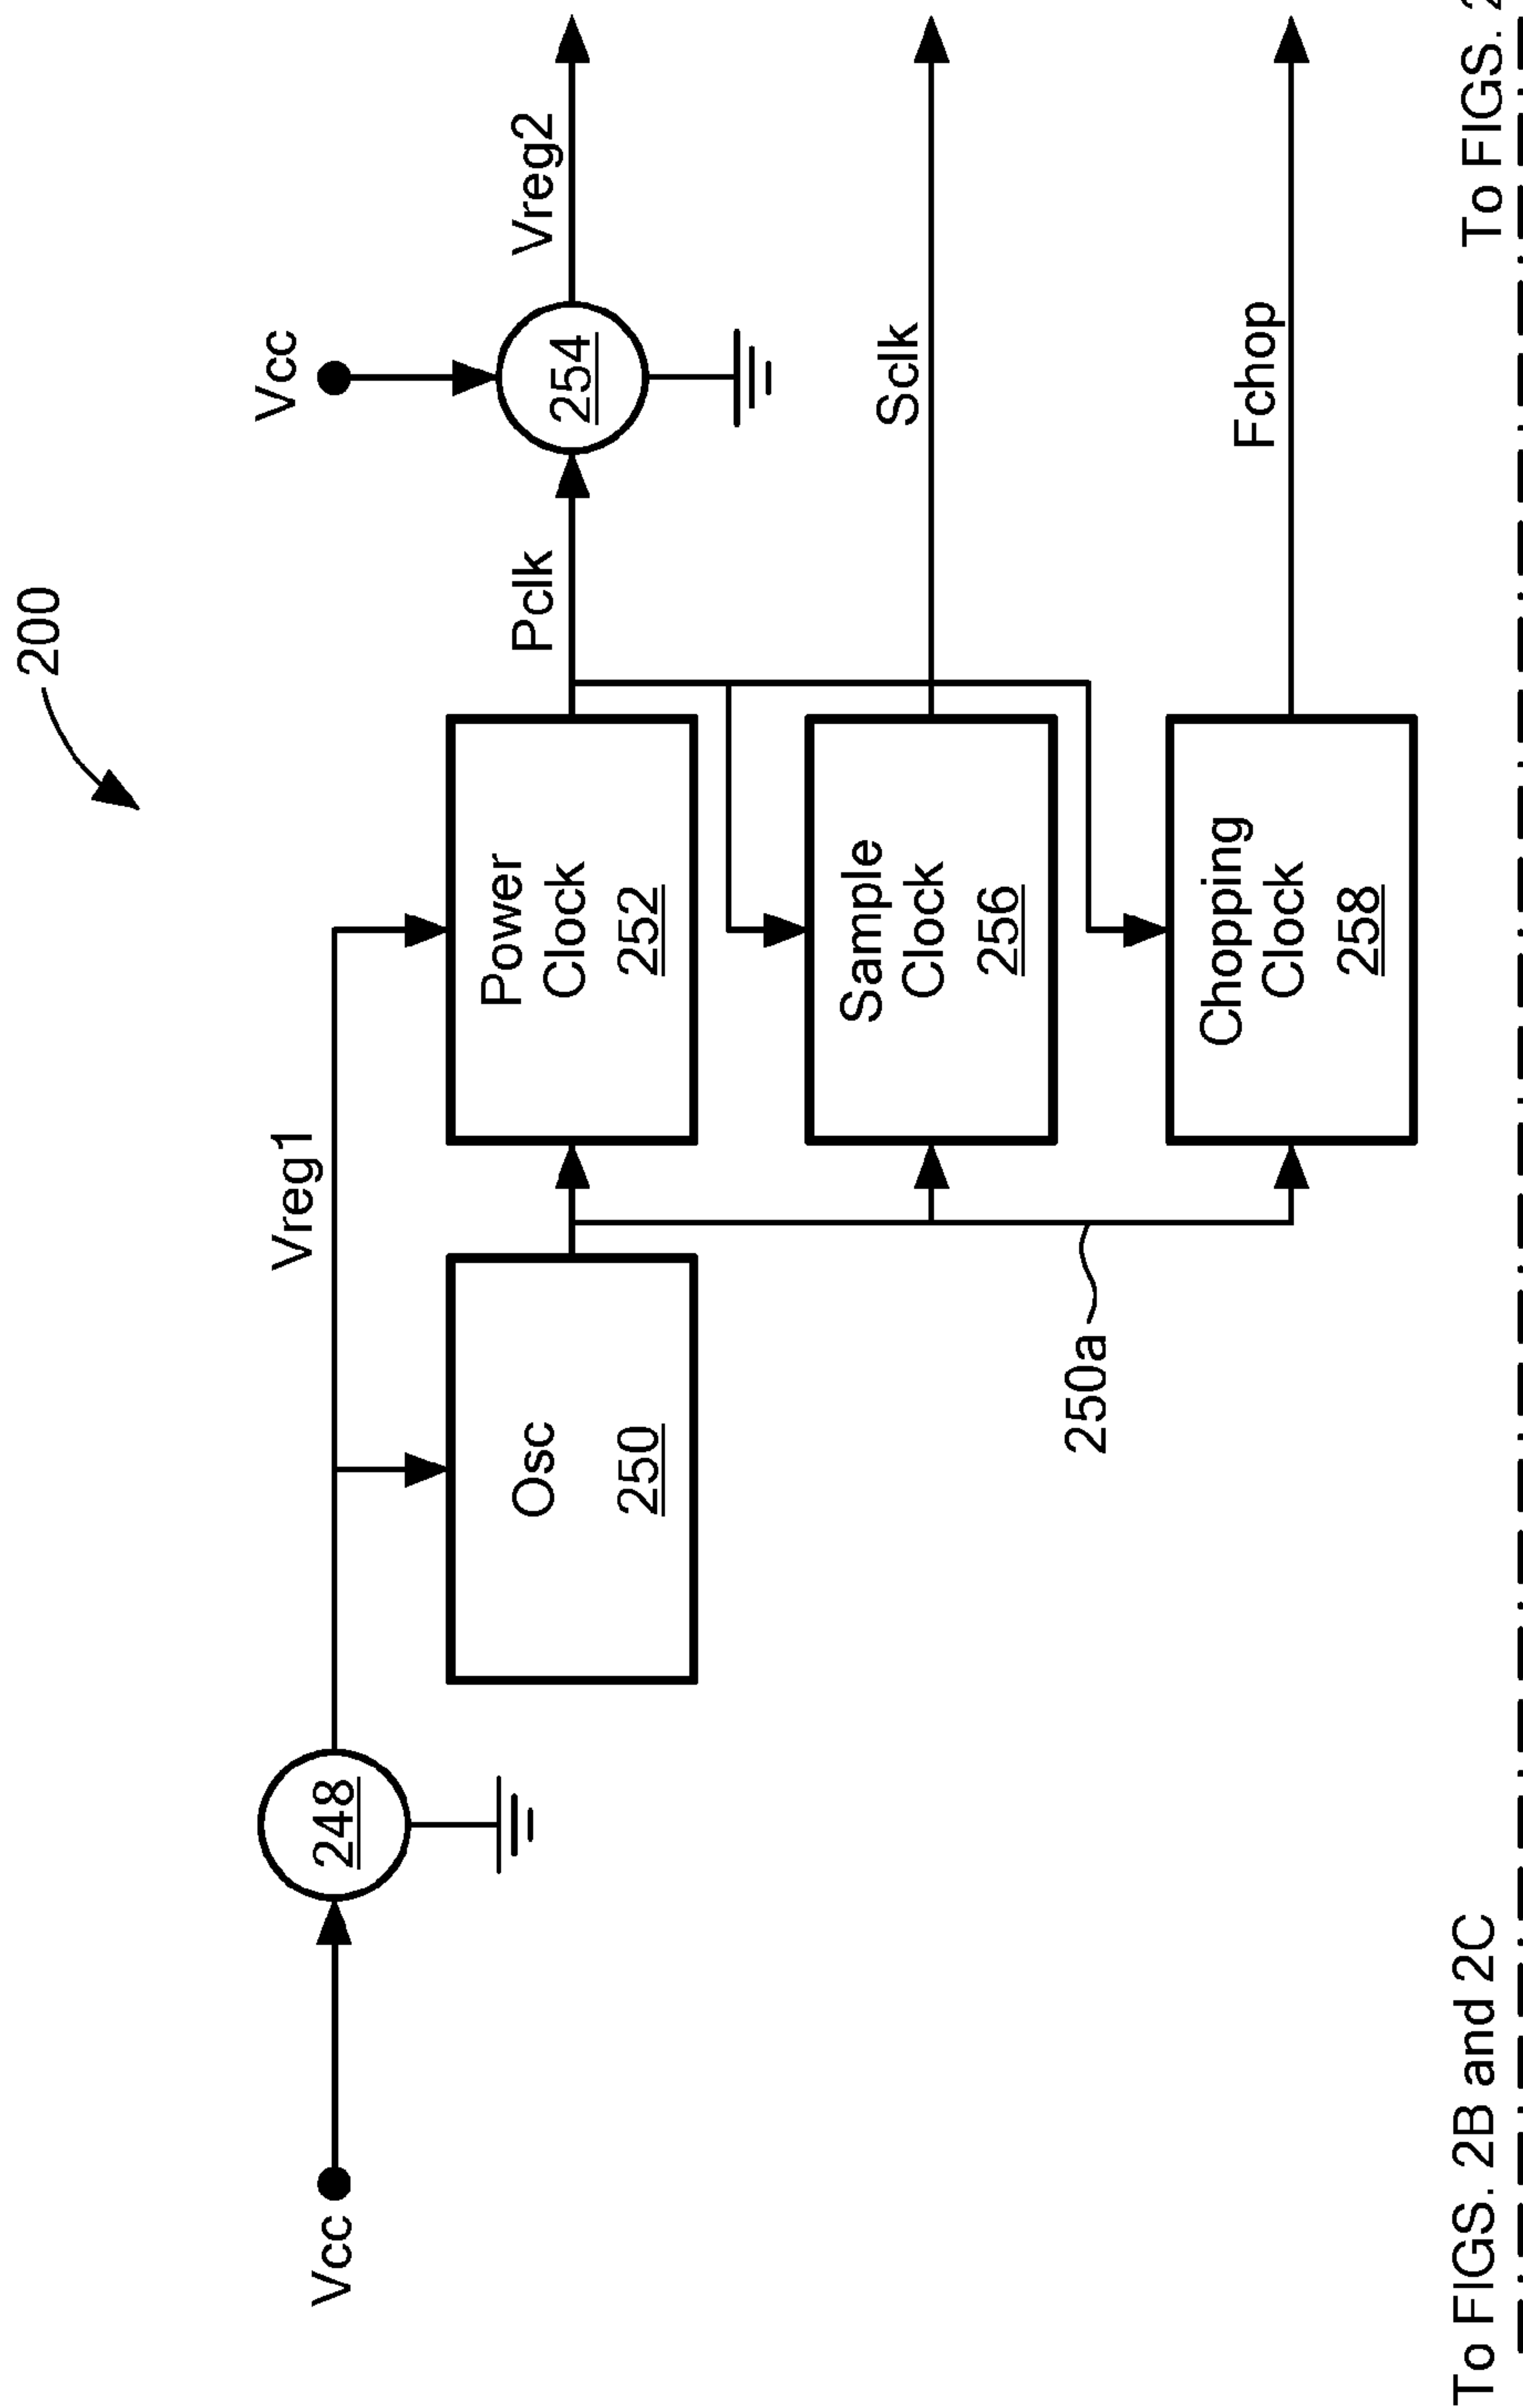 200
Vcc
Vcc
Vreg1
Vreg2
248
254
Pclk
Osc
250
Power
Clock
252
Sclk
Sample
Clock
256
250a
Fchop
Chopping
Clock
258
To FIGS. 2B and 2C
To FIGS.